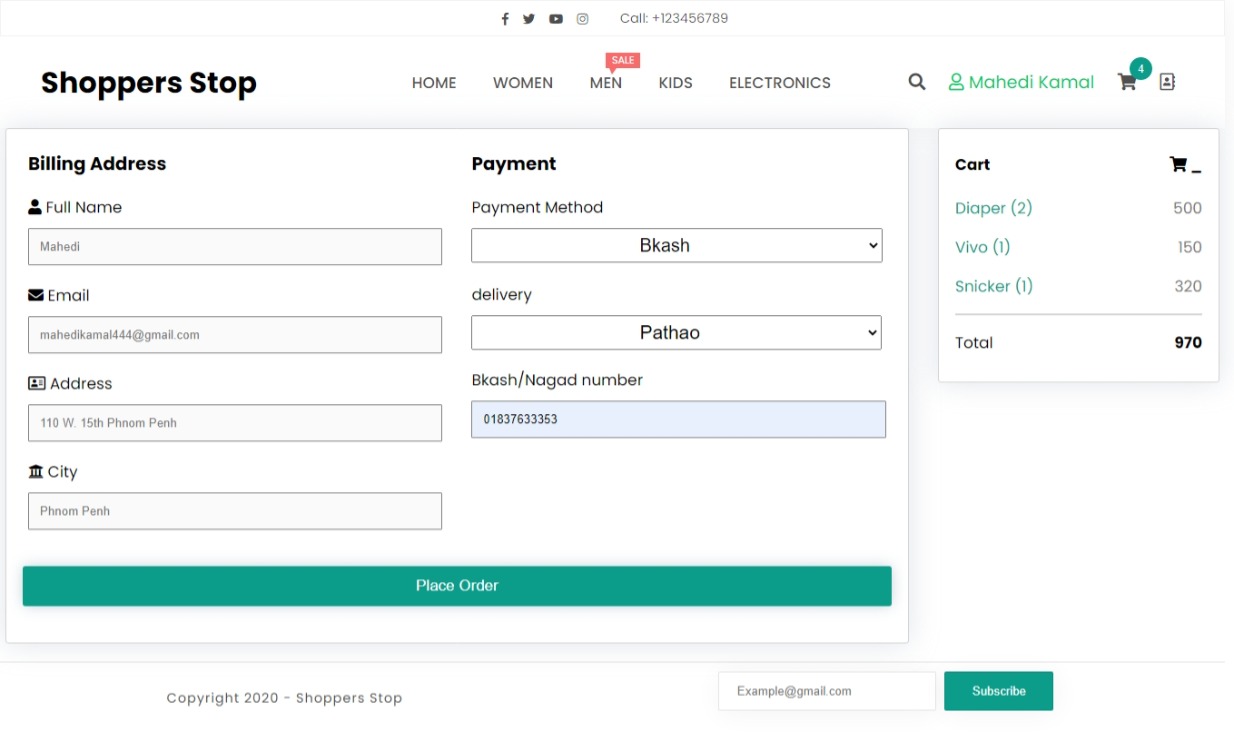 Call: +123456789
SALE
Shoppers Stop HOME WOMEN MEN KIDS ELECTRONICS Mahedi Kamal 4
Billing Address
Full Name
Mahedi
Email
mahedikamal444@gmail.com
Address
110 W. 15th Phnom Penh
City
Phnom Penh
Payment
Payment Method
Bkash
delivery
Pathao
Bkash/Nagad number
01837633353
Place Order
Cart
Diaper (2) 500
Vivo (1) 150
Snicker (1) 320
Total 970
Copyright 2020 - Shoppers Stop
Example@gmail.com Subscribe